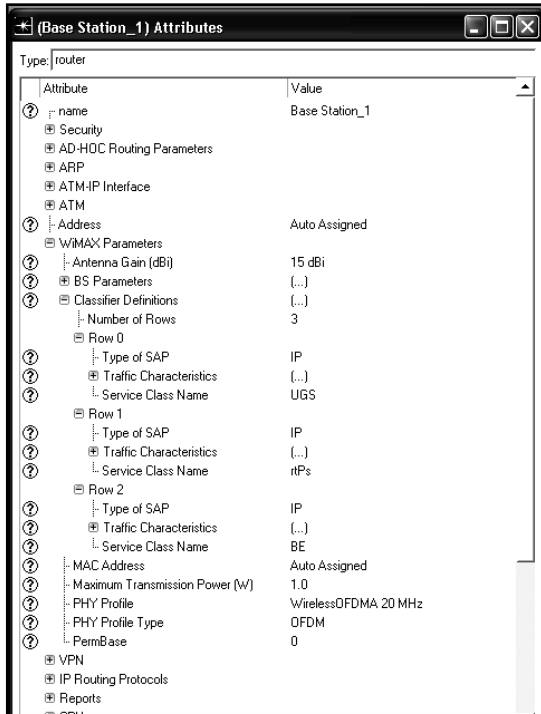 (Base Station_1) Attributes
Type: router
Attribute Value
name Base Station_1
Security
AD-HOC Routing Parameters
ARP
ATM-IP Interface
ATM
Address Auto Assigned
WiMAX Parameters
Antenna Gain (dBi) 15 dBi
BS Parameters (...)
Classifier Definitions (...)
Number of Rows 3
Row 0
Type of SAP IP
Traffic Characteristics (...)
Service Class Name UGS
Row 1
Type of SAP IP
Traffic Characteristics (...)
Service Class Name rtPs
Row 2
Type of SAP IP
Traffic Characteristics (...)
Service Class Name BE
MAC Address Auto Assigned
Maximum Transmission Power (W) 1.0
PHY Profile WirelessOFDMA 20 MHz
PHY Profile Type OFDM
PermBase 0
VPN
IP Routing Protocols
Reports